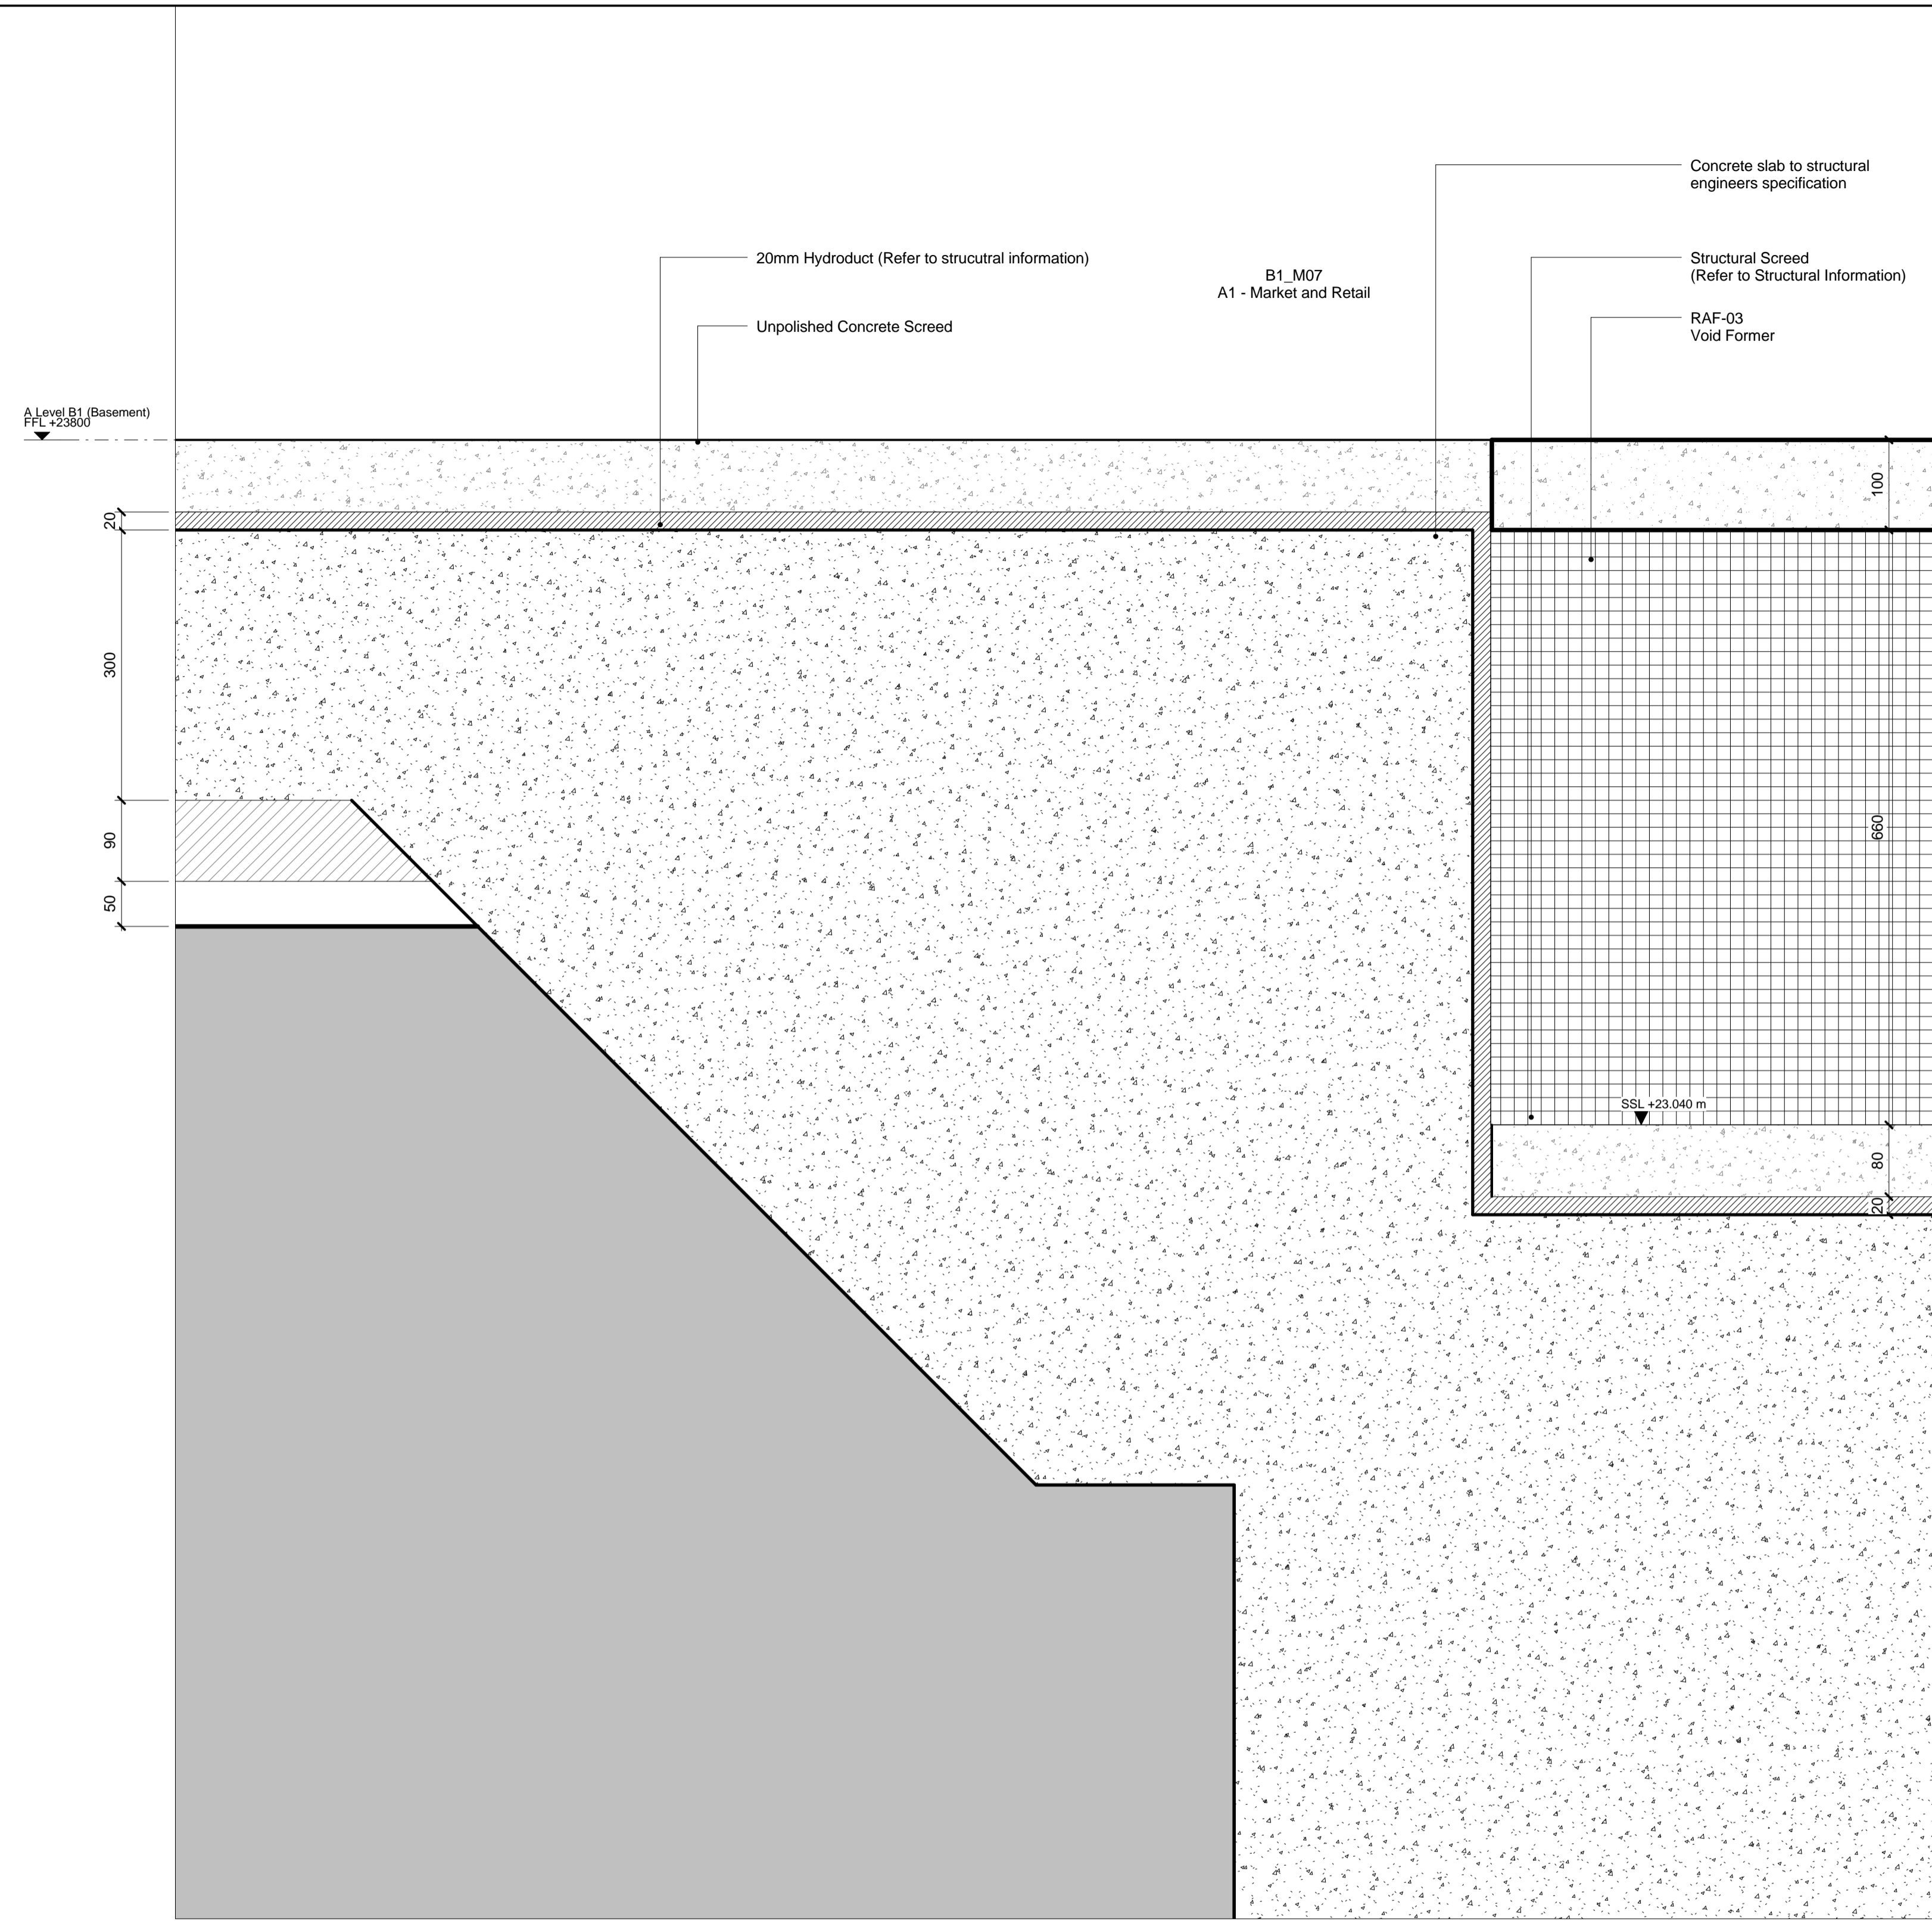 Concrete slab to structural
engineers specification
20mm Hydroduct (Refer to strucutral information)
B1_M07
A1 - Market and Retail
Structural Screed
(Refer to Structural Information)
Unpolished Concrete Screed
RAF-03
Void Former
A Level B1 (Basement)
FFL +23800
100
20
300
660
90
50
SSL +23.040 m
80
20